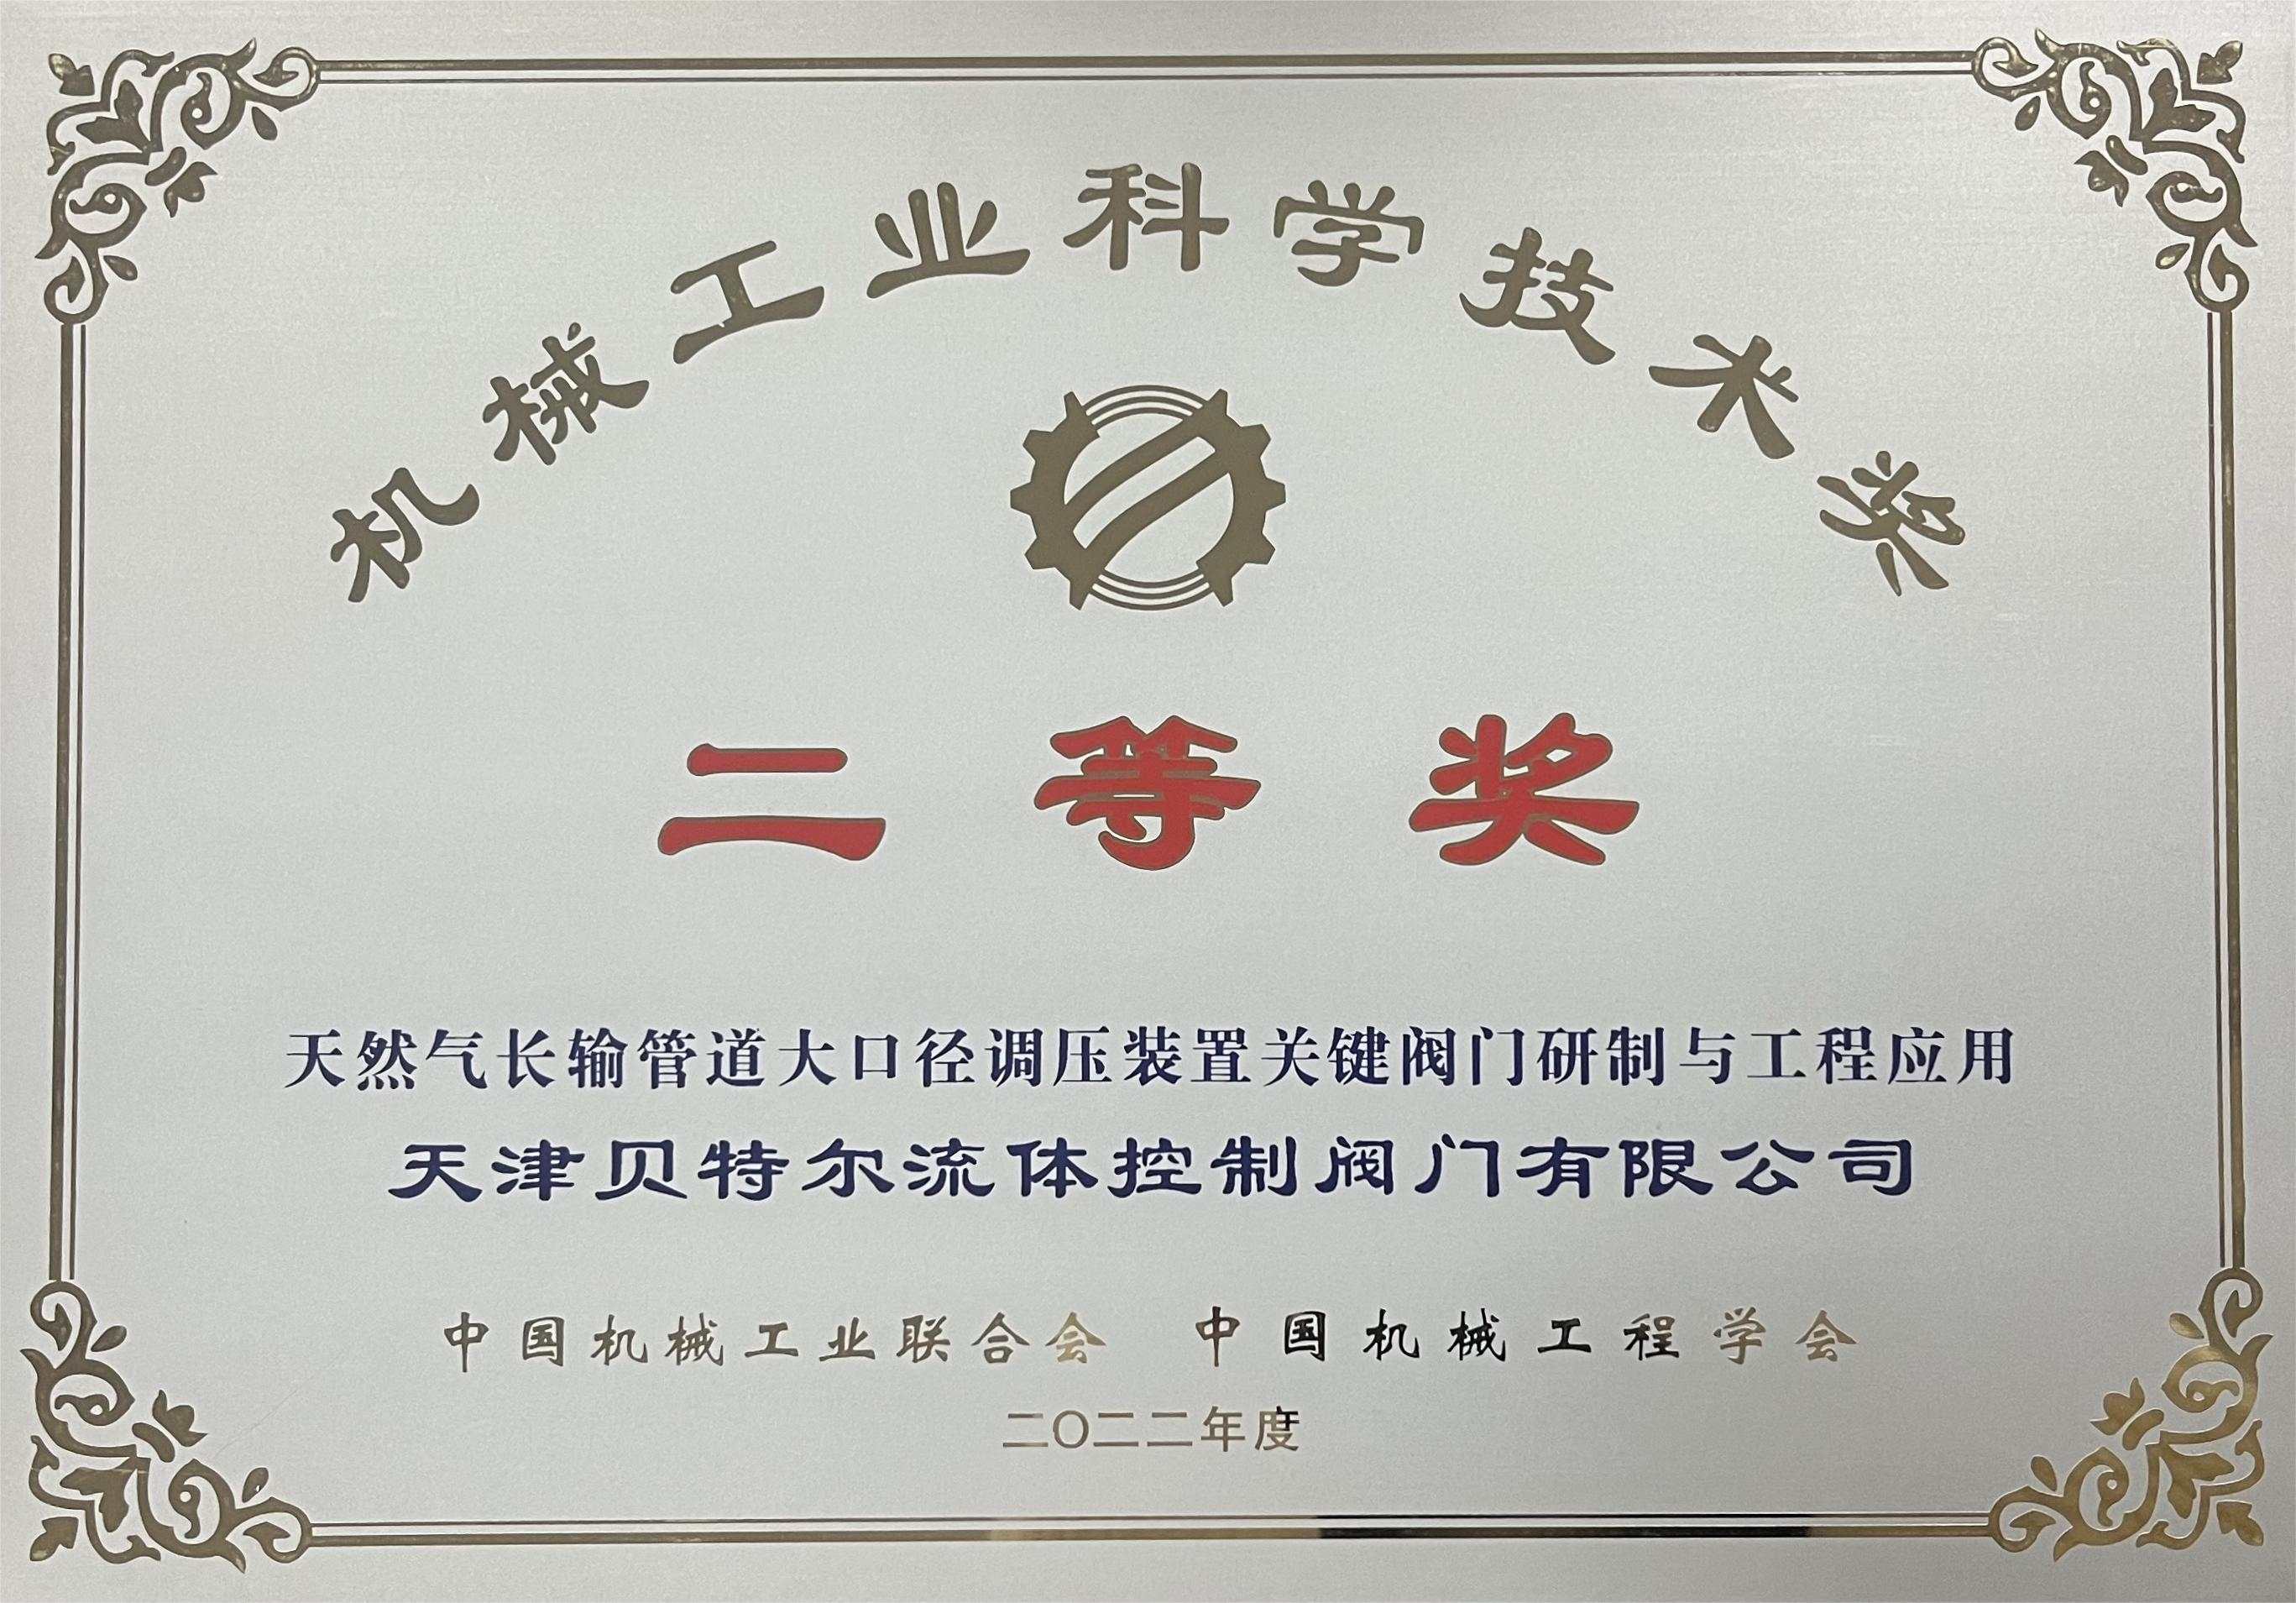 机械工业科学技术奖
二等奖
天然气长输管道大口径调压装置关键阀门研制与工程应用
天津贝特尔流体控制阀门有限公司
中国机械工业联合会 中国机械工程学会
二〇二二年度